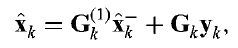 x̂ₖ = Gₖ⁽¹⁾x̂ₖ⁻ + Gₖyₖ,